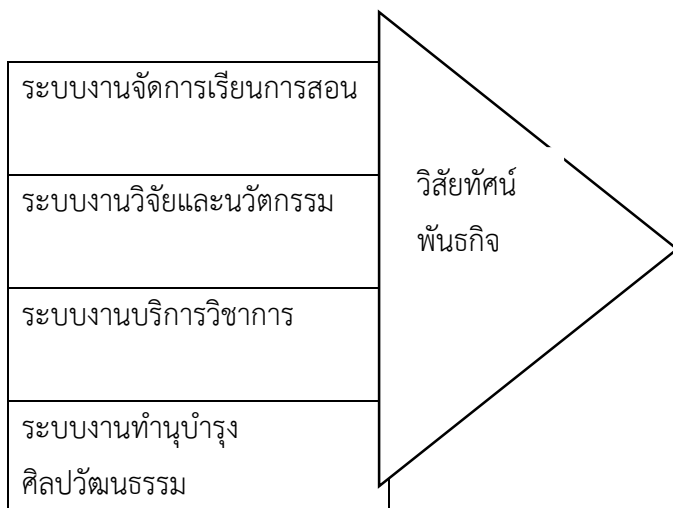 ระบบงานจัดการเรียนการสอน
ระบบงานวิจัยและนวัตกรรม
ระบบงานบริการวิชาการ
ระบบงานทำนุบำรุง
ศิลปวัฒนธรรม
วิสัยทัศน์
พันธกิจ